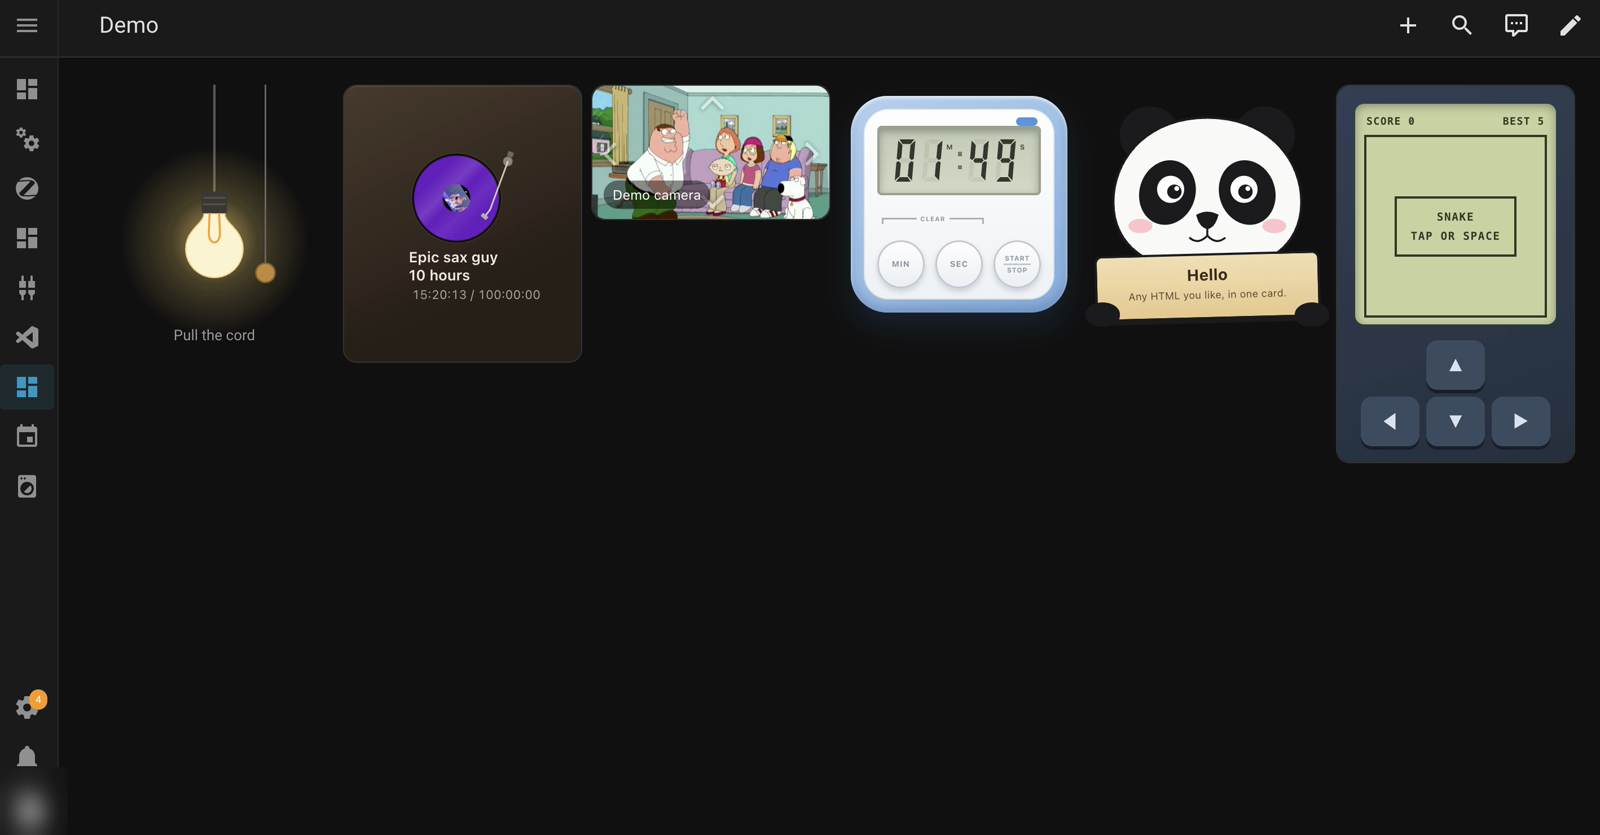 Demo
Pull the cord
Epic sax guy
10 hours
15:20:13 / 100:00:00
Demo camera
01 M : 49 S
CLEAR
MIN
SEC
START
STOP
Hello
Any HTML you like, in one card.
SCORE 0
BEST 5
SNAKE
TAP OR SPACE
4